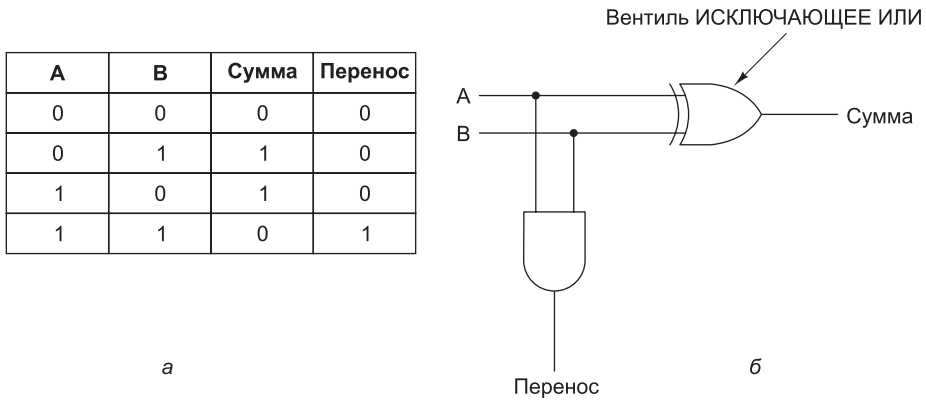 A B Сумма Перенос
0 0 0 0
0 1 1 0
1 0 1 0
1 1 0 1
а
Вентиль ИСКЛЮЧАЮЩЕЕ ИЛИ
A
B
Сумма
Перенос
б